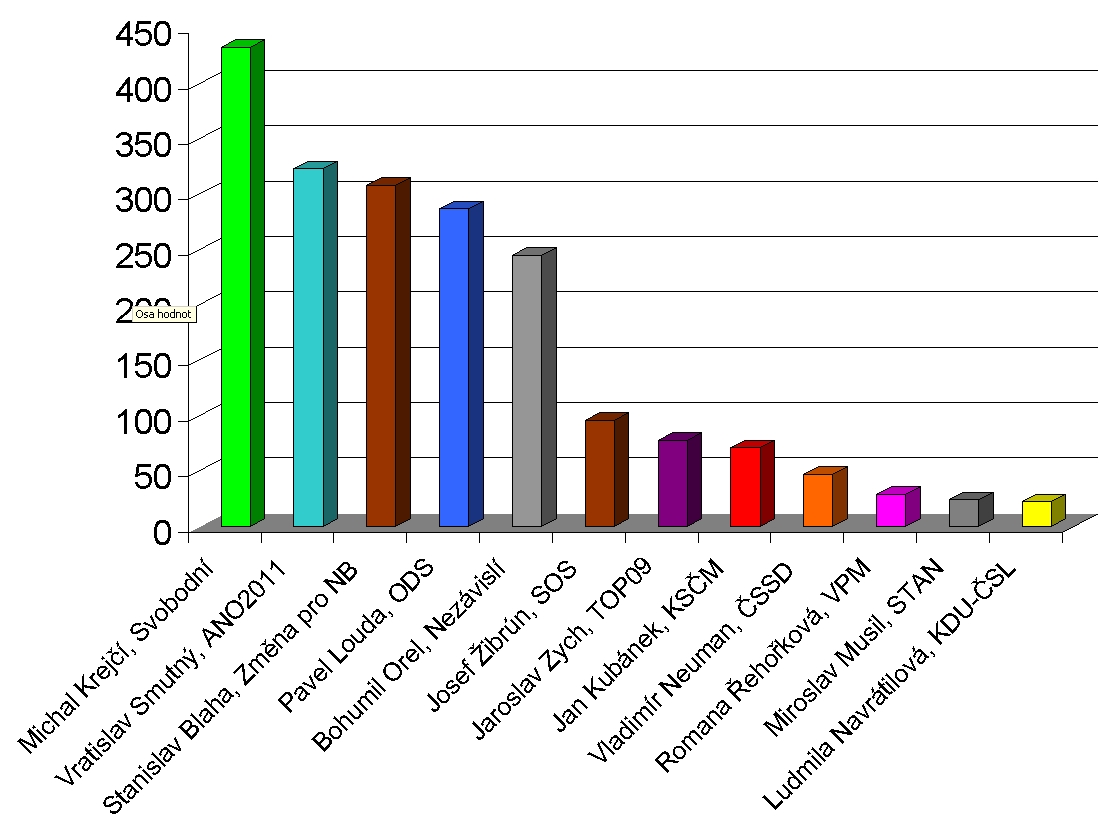 450
400
350
300
250
200
Osa hodnot
150
100
50
0
Michal Krejčí, Svobodní
Vratislav Smutný, ANO2011
Stanislav Blaha, Změna pro NB
Pavel Louda, ODS
Bohumil Orel, Nezávislí
Josef Žibrún, SOS
Jaroslav Zych, TOP09
Jan Kubánek, KSČM
Vladimír Neuman, ČSSD
Romana Řehořková, VPM
Miroslav Musil, STAN
Ludmila Navrátilová, KDU-ČSL